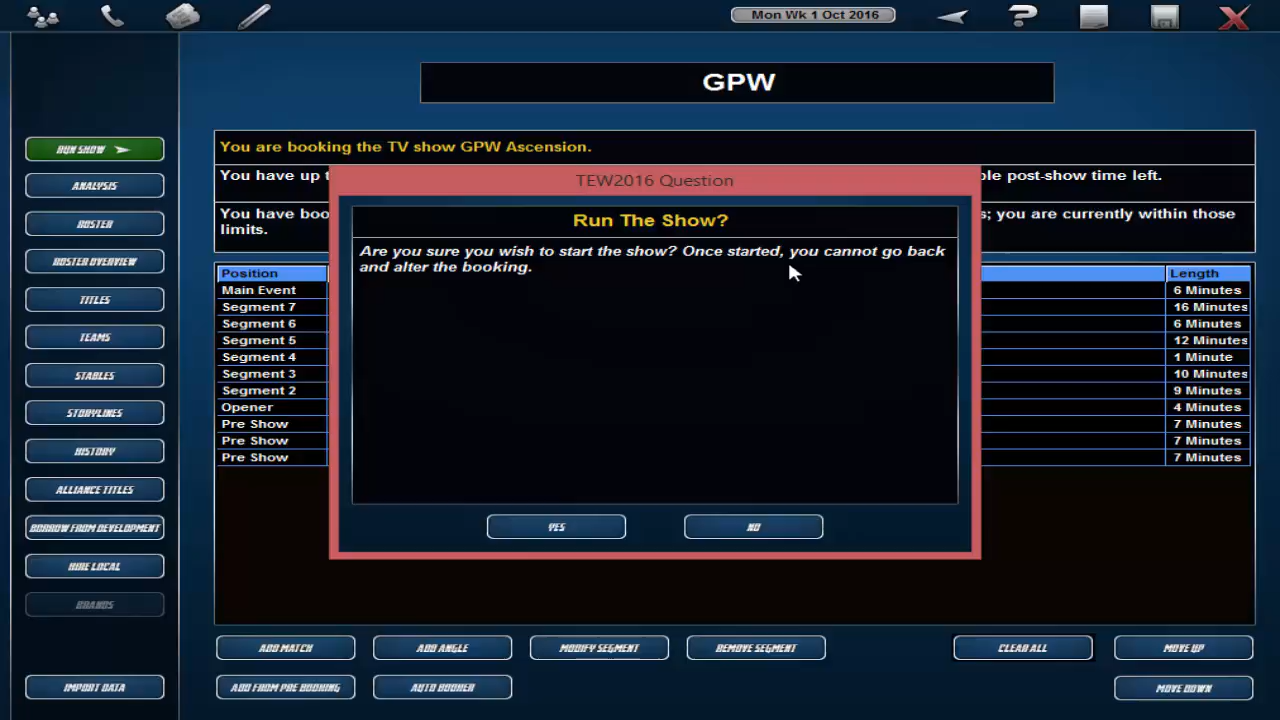 Mon Wk 1 Oct 2016
GPW
RUN SHOW
ANALYSIS
ROSTER
ROSTER OVERVIEW
TITLES
TEAMS
STABLES
STORYLINES
HISTORY
ALLIANCE TITLES
BORROW FROM DEVELOPMENT
HIRE LOCAL
BRANDS
IMPORT DATA
You are booking the TV show GPW Ascension.
You have up t
ple post-show time left.
You have boo
s; you are currently within those
limits.
TEW2016 Question
Run The Show?
Are you sure you wish to start the show? Once started, you cannot go back
and alter the booking.
YES
NO
Position Length
Main Event 6 Minutes
Segment 7 16 Minutes
Segment 6 6 Minutes
Segment 5 12 Minutes
Segment 4 1 Minute
Segment 3 10 Minutes
Segment 2 9 Minutes
Opener 4 Minutes
Pre Show 7 Minutes
Pre Show 7 Minutes
Pre Show 7 Minutes
ADD MATCH ADD ANGLE MODIFY SEGMENT REMOVE SEGMENT CLEAR ALL MOVE UP
ADD FROM PRE BOOKING AUTO BOOKER MOVE DOWN